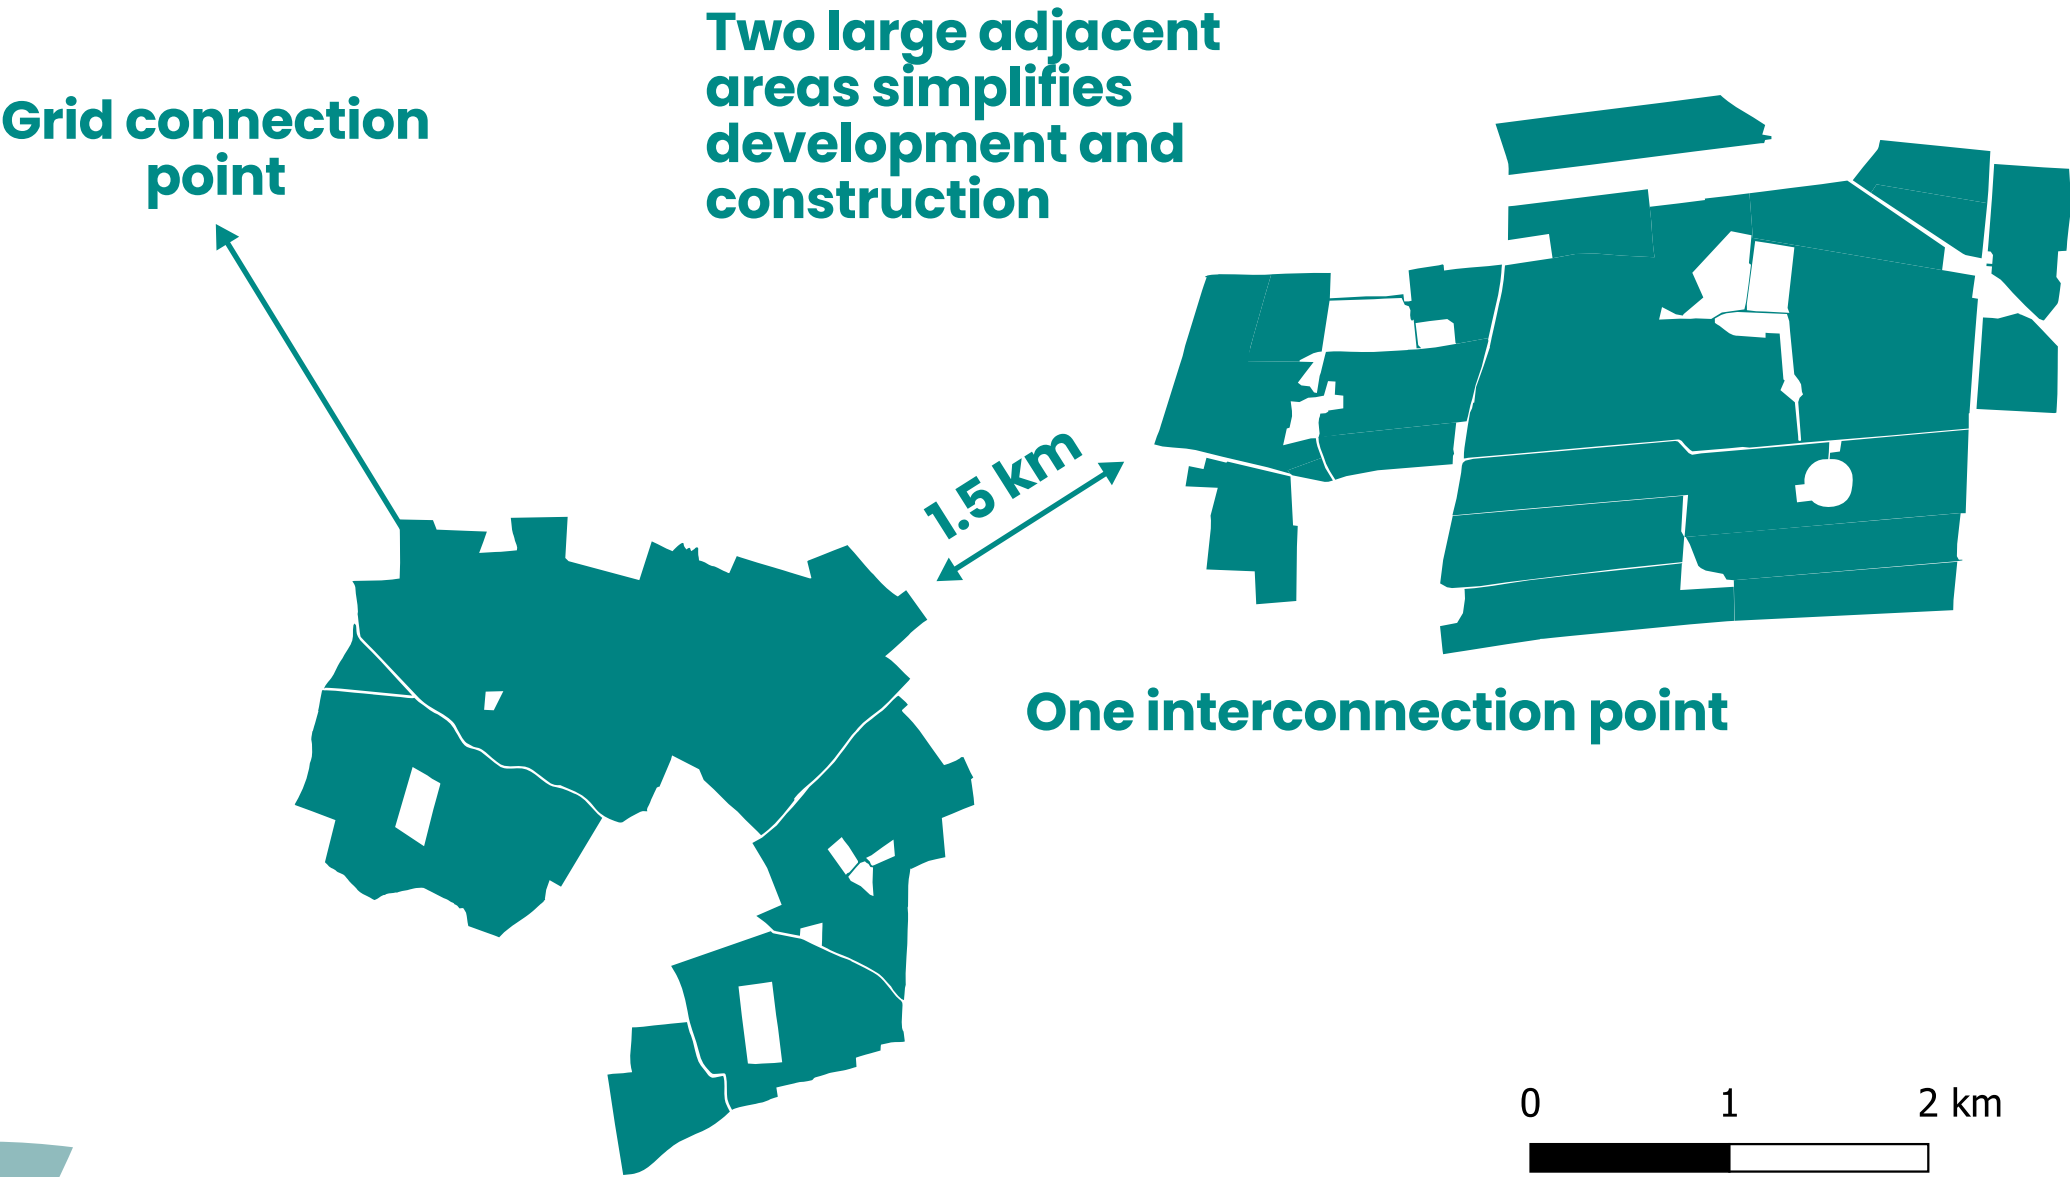 Two large adjacent
areas simplifies
development and
construction
Grid connection
point
1.5 km
One interconnection point
0 1 2 km